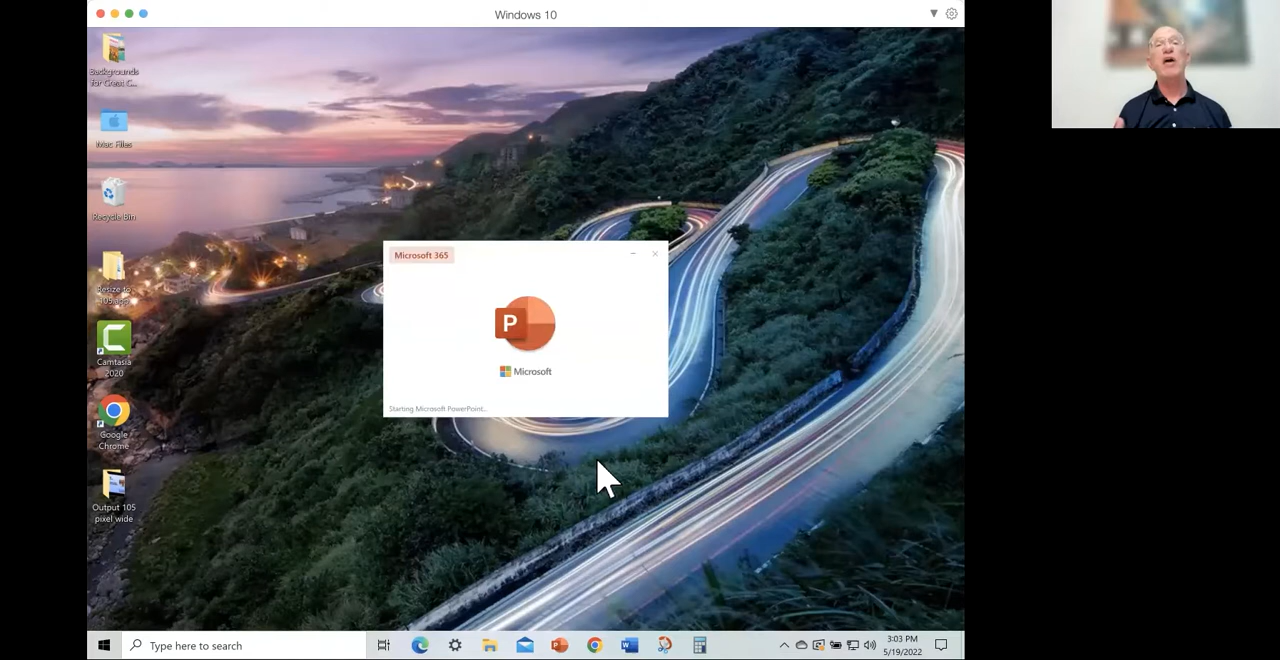 Windows 10
Backgrounds
for Great C...
Mac Files
Recycle Bin
Resize to
105.app
Camtasia
2020
Google
Chrome
Output 105
pixel wide
Microsoft 365
P
Microsoft
Starting Microsoft PowerPoint...
Type here to search
3:03 PM
5/19/2022